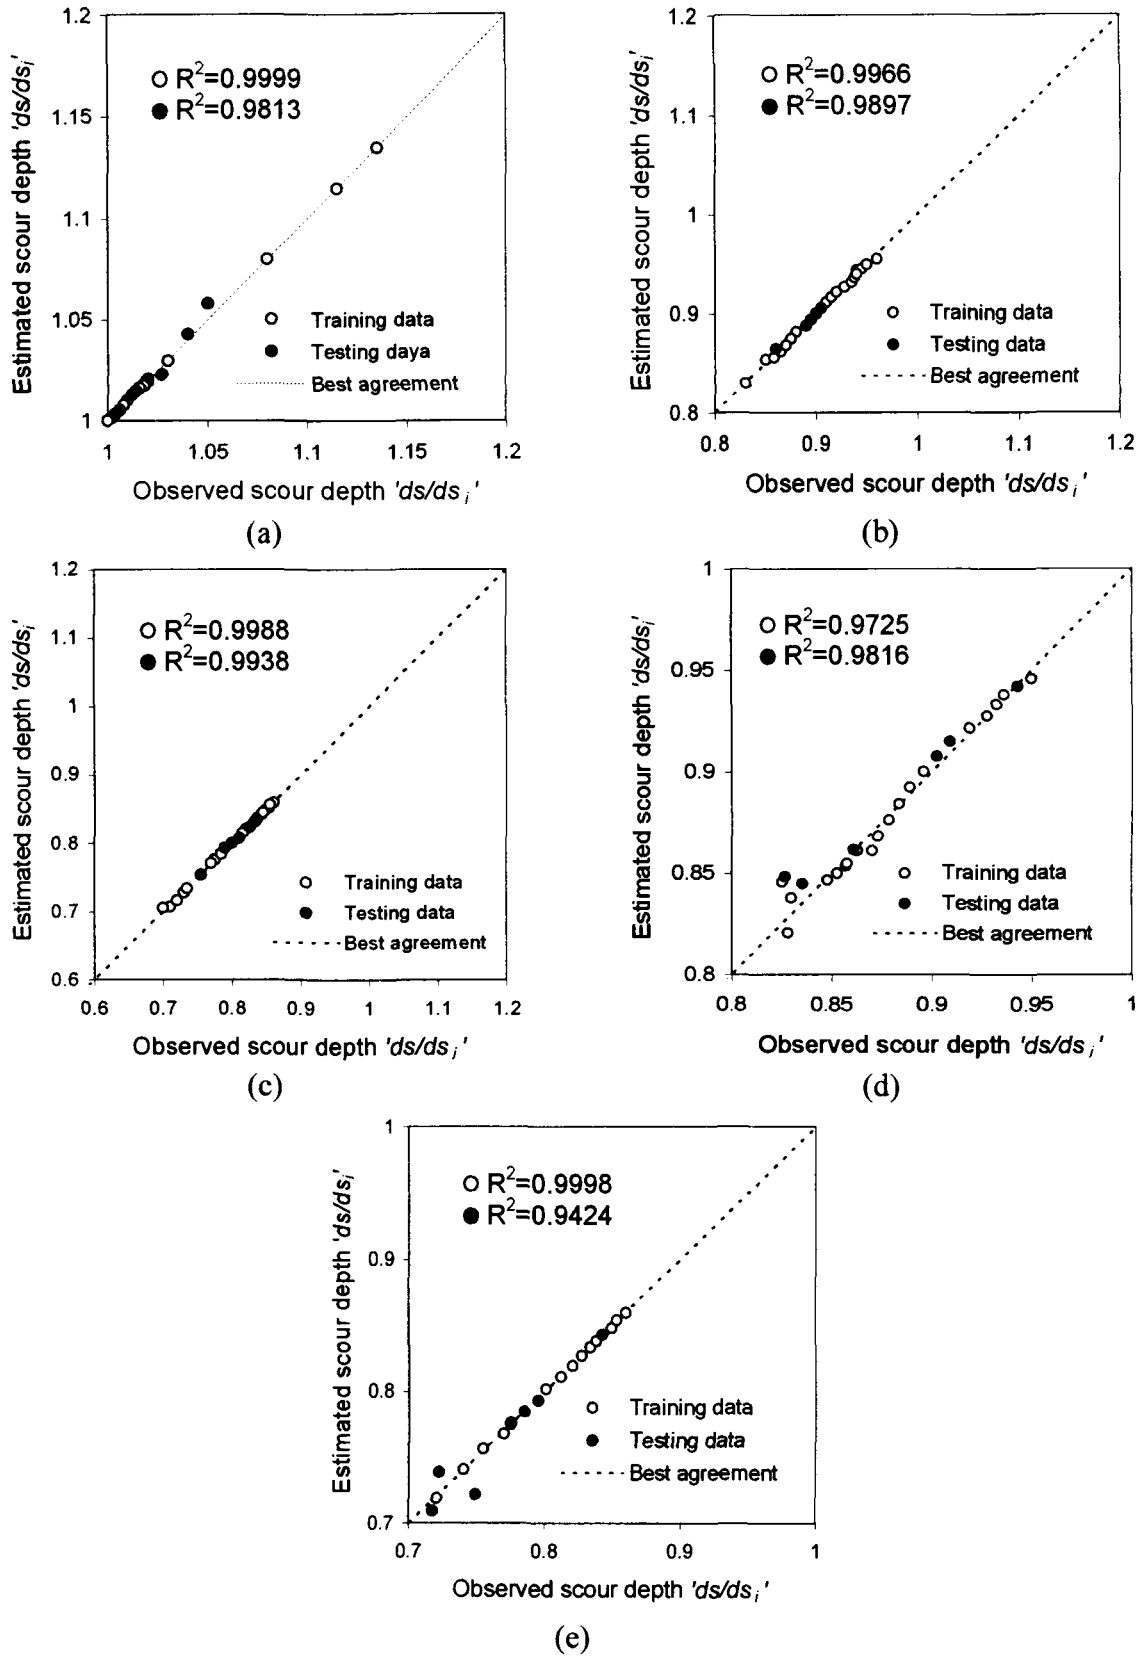 1.2
1.15
1.1
1.05
1
Estimated scour depth 'ds/dsi'
R²=0.9999
R²=0.9813
Training data
Testing daya
Best agreement
1 1.05 1.1 1.15 1.2
Observed scour depth 'ds/ds i'
(a)
1.2
1.1
1
0.9
0.8
Estimated scour depth 'ds/dsi'
R²=0.9966
R²=0.9897
Training data
Testing data
Best agreement
0.8 0.9 1 1.1 1.2
Observed scour depth 'ds/ds i'
(b)
1.2
1.1
1
0.9
0.8
0.7
0.6
Estimated scour depth 'ds/dsi'
R²=0.9988
R²=0.9938
Training data
Testing data
Best agreement
0.6 0.7 0.8 0.9 1 1.1 1.2
Observed scour depth 'ds/ds i'
(c)
1
0.95
0.9
0.85
0.8
Estimated scour depth 'ds/dsi'
R²=0.9725
R²=0.9816
Training data
Testing data
Best agreement
0.8 0.85 0.9 0.95 1
Observed scour depth 'ds/ds i'
(d)
1
0.9
0.8
0.7
Estimated scour depth 'ds/dsi'
R²=0.9998
R²=0.9424
Training data
Testing data
Best agreement
0.7 0.8 0.9 1
Observed scour depth 'ds/ds i'
(e)